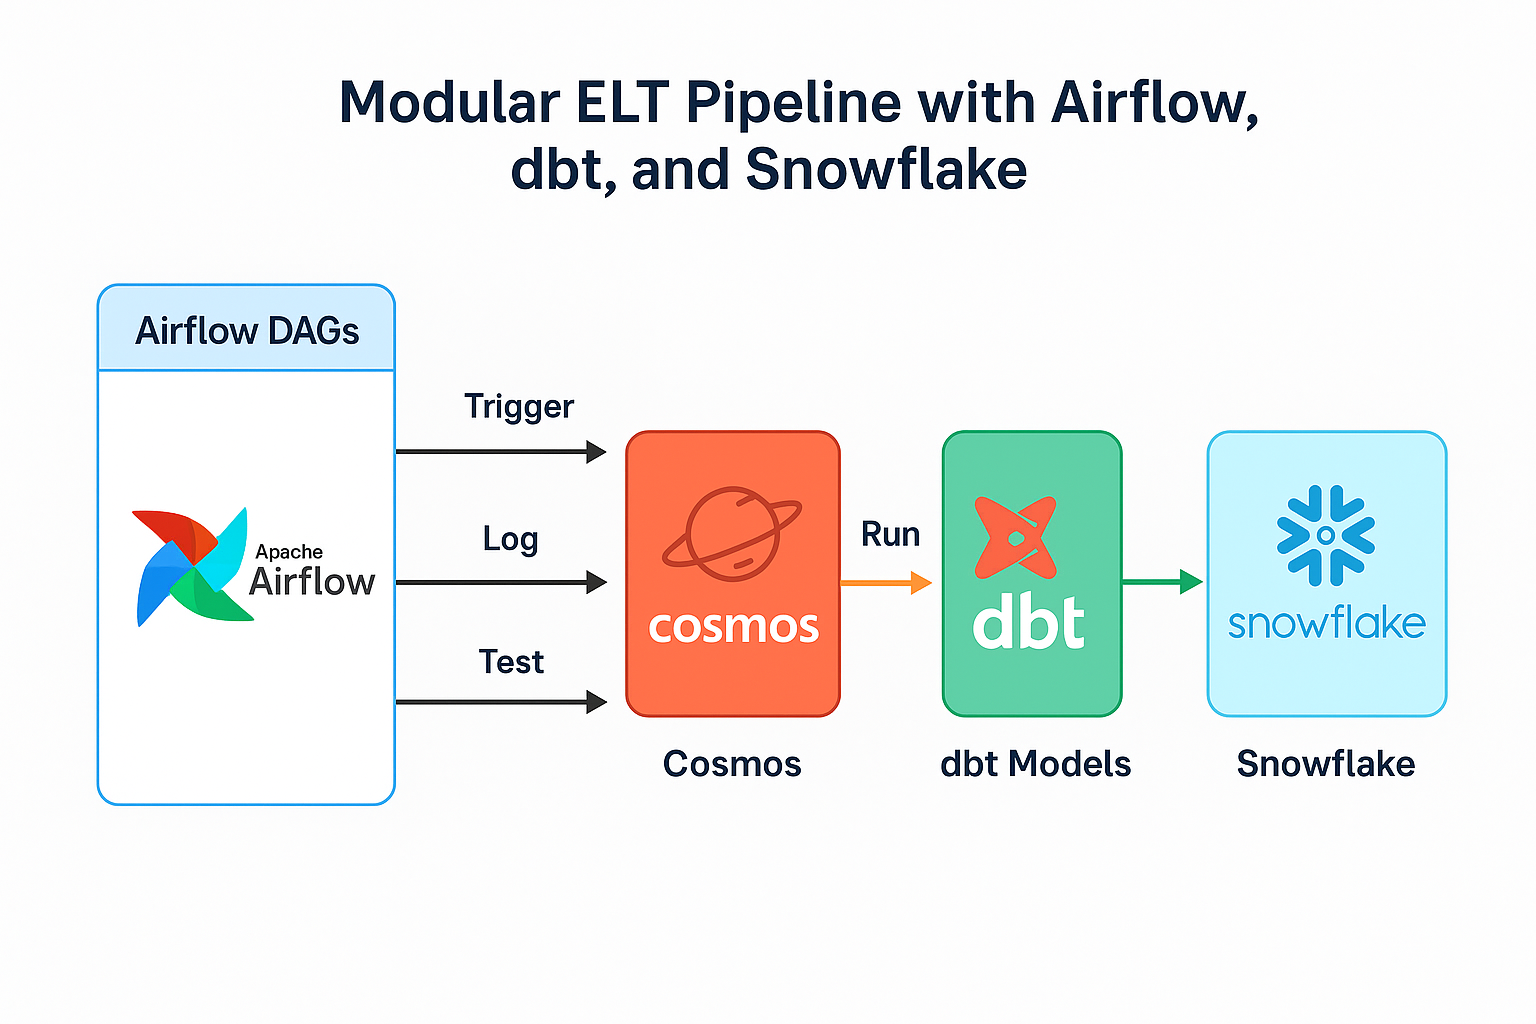 Modular ELT Pipeline with Airflow,
dbt, and Snowflake
Airflow DAGs
Apache
Airflow
Trigger
Log
Test
cosmos
Cosmos
Run
dbt
dbt Models
snowflake
Snowflake